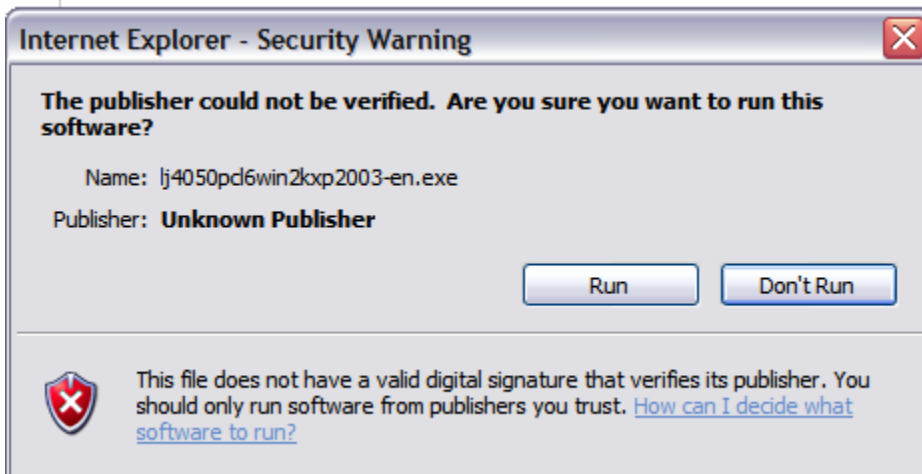 Internet Explorer - Security Warning
The publisher could not be verified. Are you sure you want to run this
software?
Name: lj4050pcl6win2kxp2003-en.exe
Publisher: Unknown Publisher
Run
Don't Run
This file does not have a valid digital signature that verifies its publisher. You
should only run software from publishers you trust. How can I decide what
software to run?